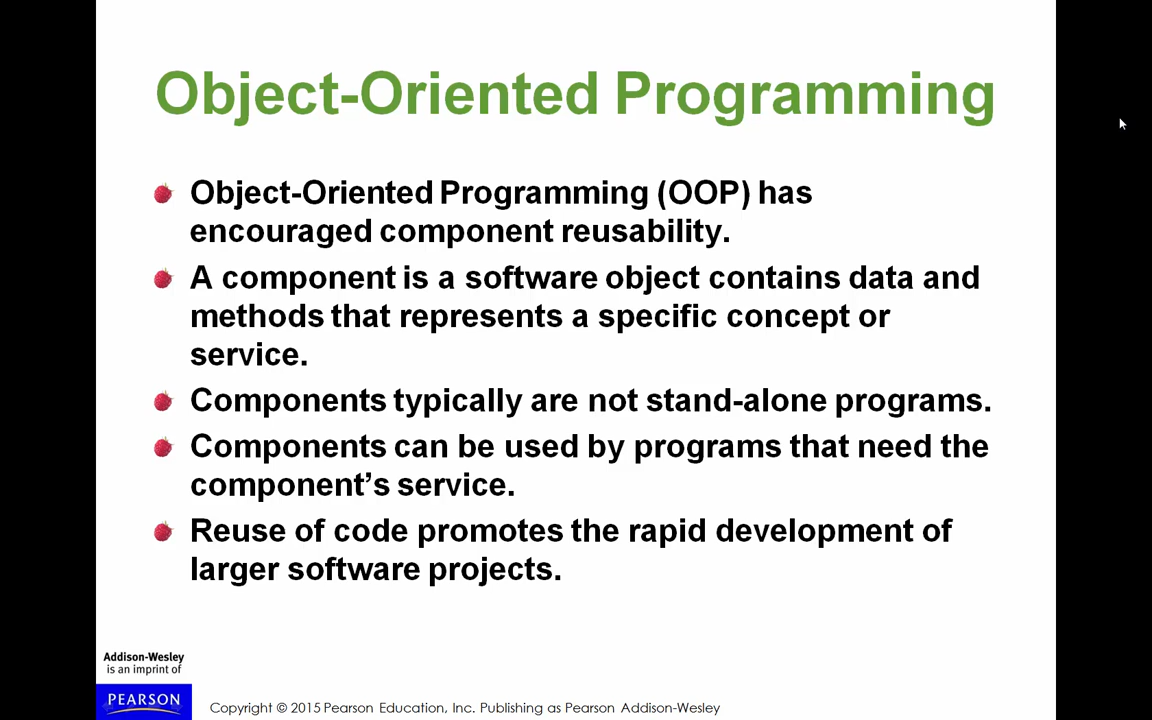 Object-Oriented Programming
Object-Oriented Programming (OOP) has
encouraged component reusability.
A component is a software object contains data and
methods that represents a specific concept or
service.
Components typically are not stand-alone programs.
Components can be used by programs that need the
component’s service.
Reuse of code promotes the rapid development of
larger software projects.
Addison-Wesley
is an imprint of
PEARSON
Copyright © 2015 Pearson Education, Inc. Publishing as Pearson Addison-Wesley